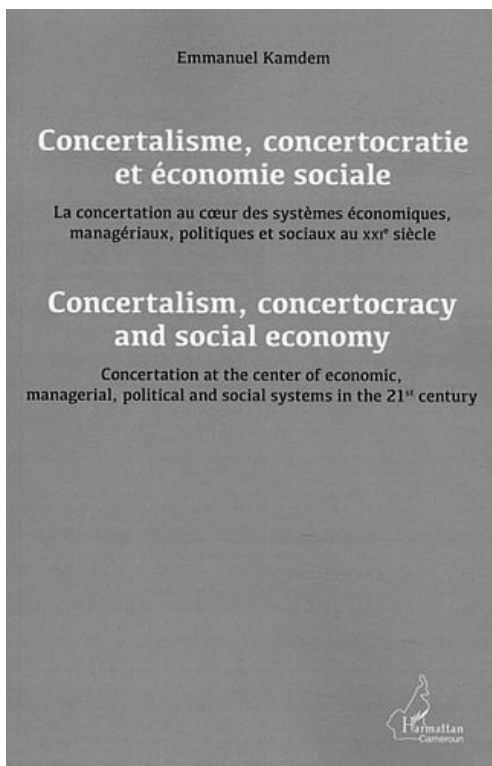 Emmanuel Kamdem
Concertalisme, concertocratie
et économie sociale
La concertation au cœur des systèmes économiques,
managériaux, politiques et sociaux au XXIᵉ siècle
Concertalism, concertocracy
and social economy
Concertation at the center of economic,
managerial, political and social systems in the 21ˢᵗ century
Harmattan
Cameroun